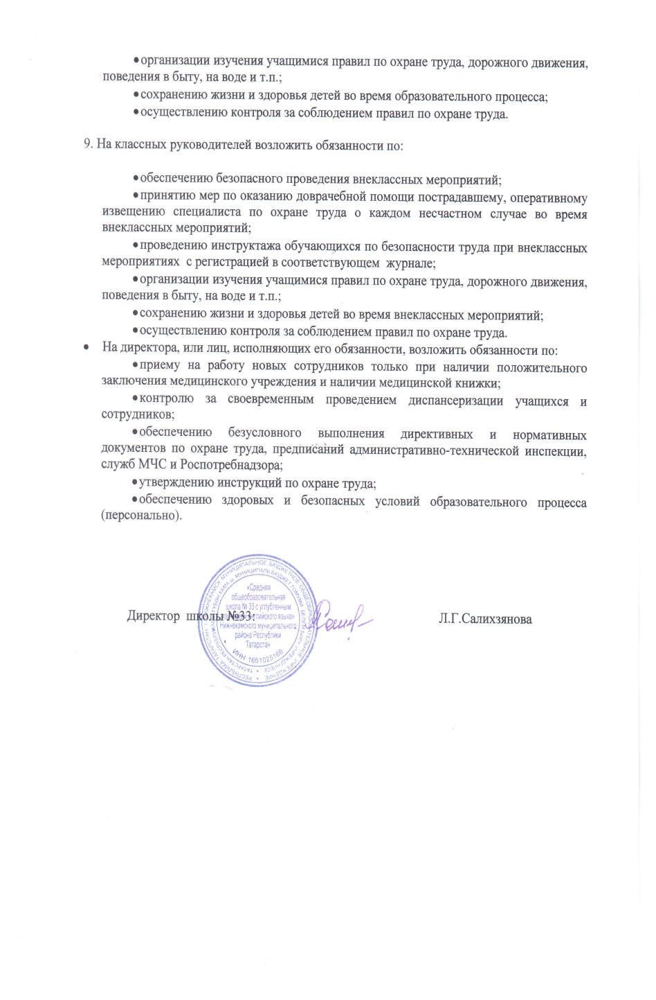 •организации изучения учащимися правил по охране труда, дорожного движения,
поведения в быту, на воде и т.п.;
•сохранению жизни и здоровья детей во время образовательного процесса;
•осуществлению контроля за соблюдением правил по охране труда.
9. На классных руководителей возложить обязанности по:
•обеспечению безопасного проведения внеклассных мероприятий;
•принятию мер по оказанию доврачебной помощи пострадавшему, оперативному
извещению специалиста по охране труда о каждом несчастном случае во время
внеклассных мероприятий;
•проведению инструктажа обучающихся по безопасности труда при внеклассных
мероприятиях с регистрацией в соответствующем журнале;
•организации изучения учащимися правил по охране труда, дорожного движения,
поведения в быту, на воде и т.п.;
•сохранению жизни и здоровья детей во время внеклассных мероприятий;
•осуществлению контроля за соблюдением правил по охране труда.
• На директора, или лиц, исполняющих его обязанности, возложить обязанности по:
•приему на работу новых сотрудников только при наличии положительного
заключения медицинского учреждения и наличии медицинской книжки;
•контролю за своевременным проведением диспансеризации учащихся и
сотрудников;
•обеспечению безусловного выполнения директивных и нормативных
документов по охране труда, предписаний административно-технической инспекции,
служб МЧС и Роспотребнадзора;
•утверждению инструкций по охране труда;
•обеспечению здоровых и безопасных условий образовательного процесса
(персонально).
Директор школы №33: Л.Г.Салихзянова
«Средняя
общеобразовательная
школа № 33 с углубленным
английского языка»
Нижнекамского муниципального
района Республики
Татарстан
ИНН 1651025166